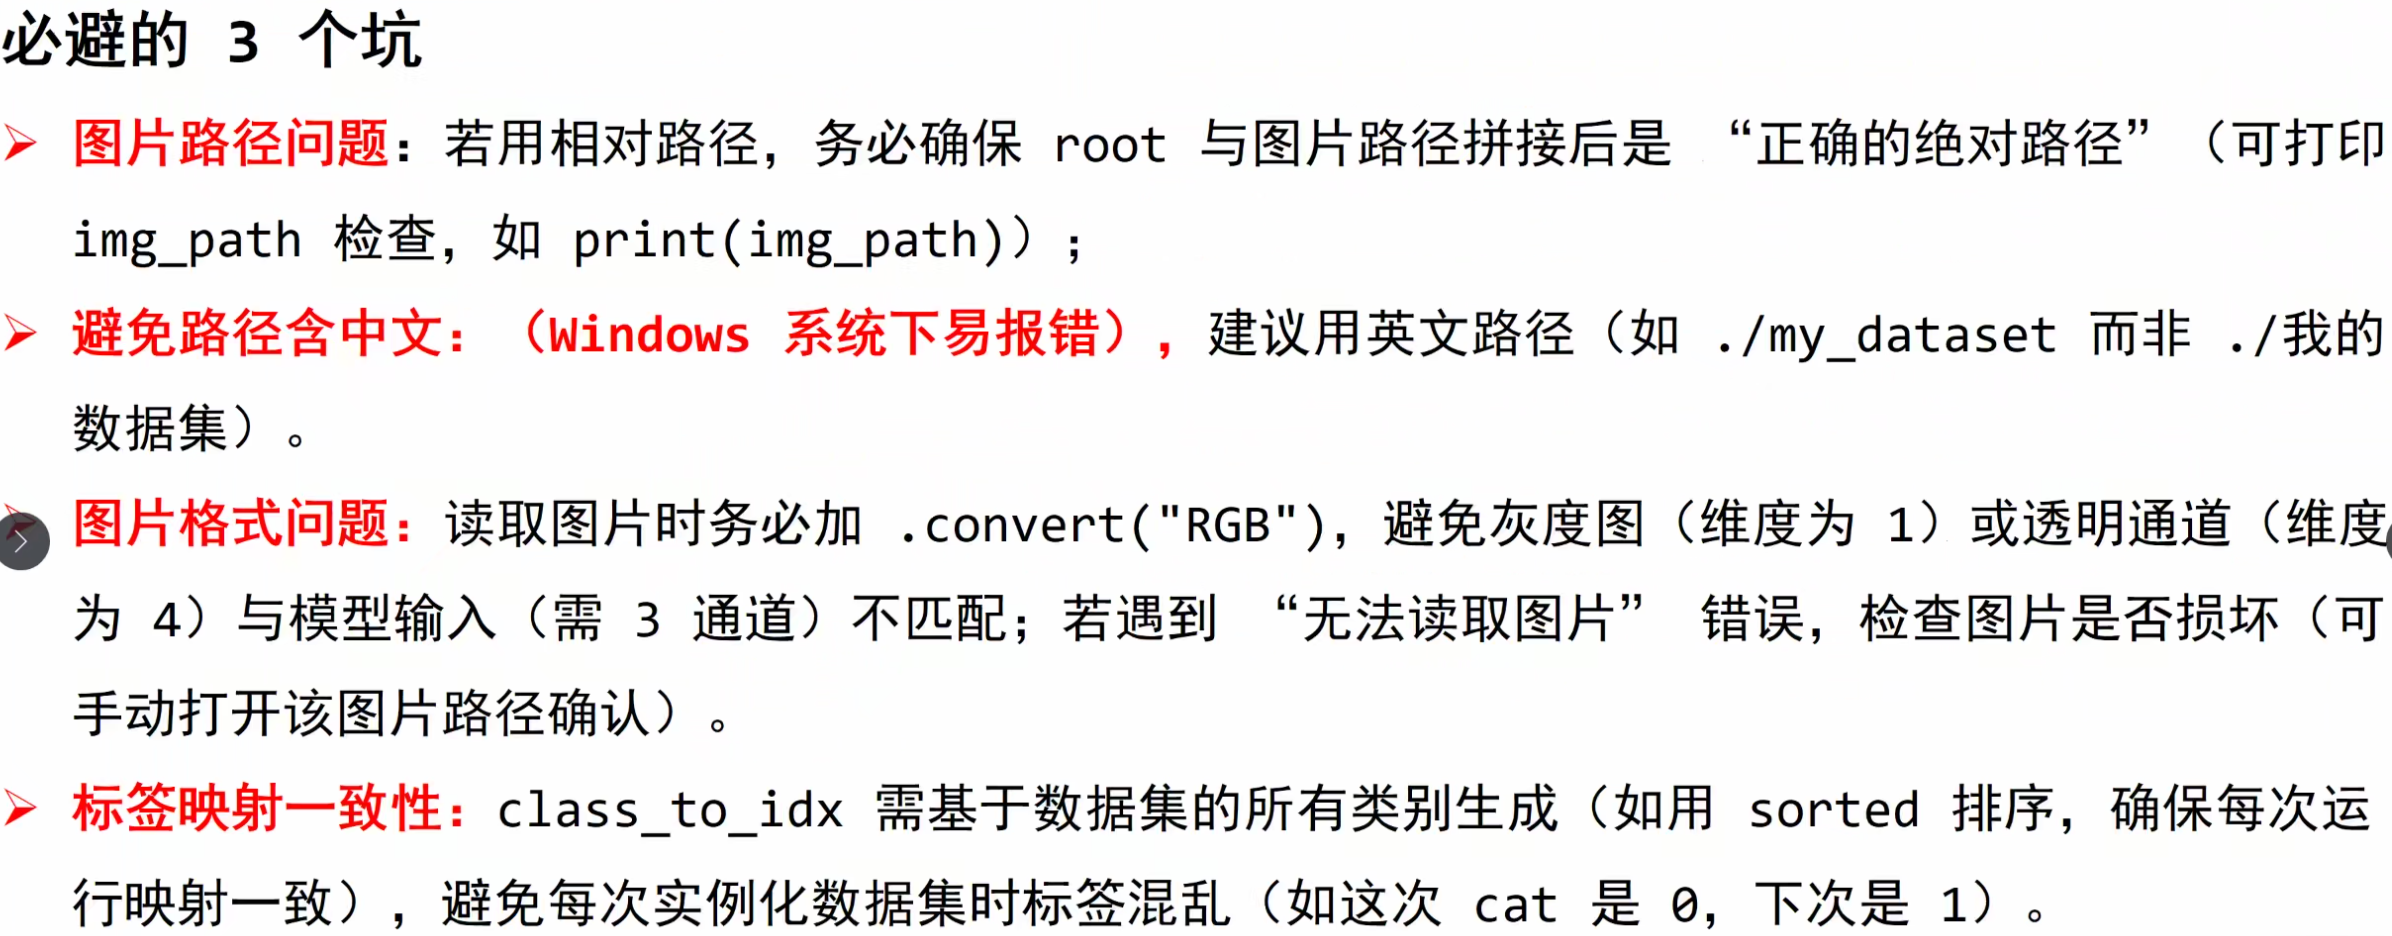 必避的 3 个坑
图片路径问题：若用相对路径，务必确保 root 与图片路径拼接后是 “正确的绝对路径”（可打印
img_path 检查，如 print(img_path)）；
避免路径含中文：（Windows 系统下易报错），建议用英文路径（如 ./my_dataset 而非 ./我的
数据集）。
图片格式问题：读取图片时务必加 .convert("RGB")，避免灰度图（维度为 1）或透明通道（维度
为 4）与模型输入（需 3 通道）不匹配；若遇到 “无法读取图片” 错误，检查图片是否损坏（可
手动打开该图片路径确认）。
标签映射一致性：class_to_idx 需基于数据集的所有类别生成（如用 sorted 排序，确保每次运
行映射一致），避免每次实例化数据集时标签混乱（如这次 cat 是 0，下次是 1）。